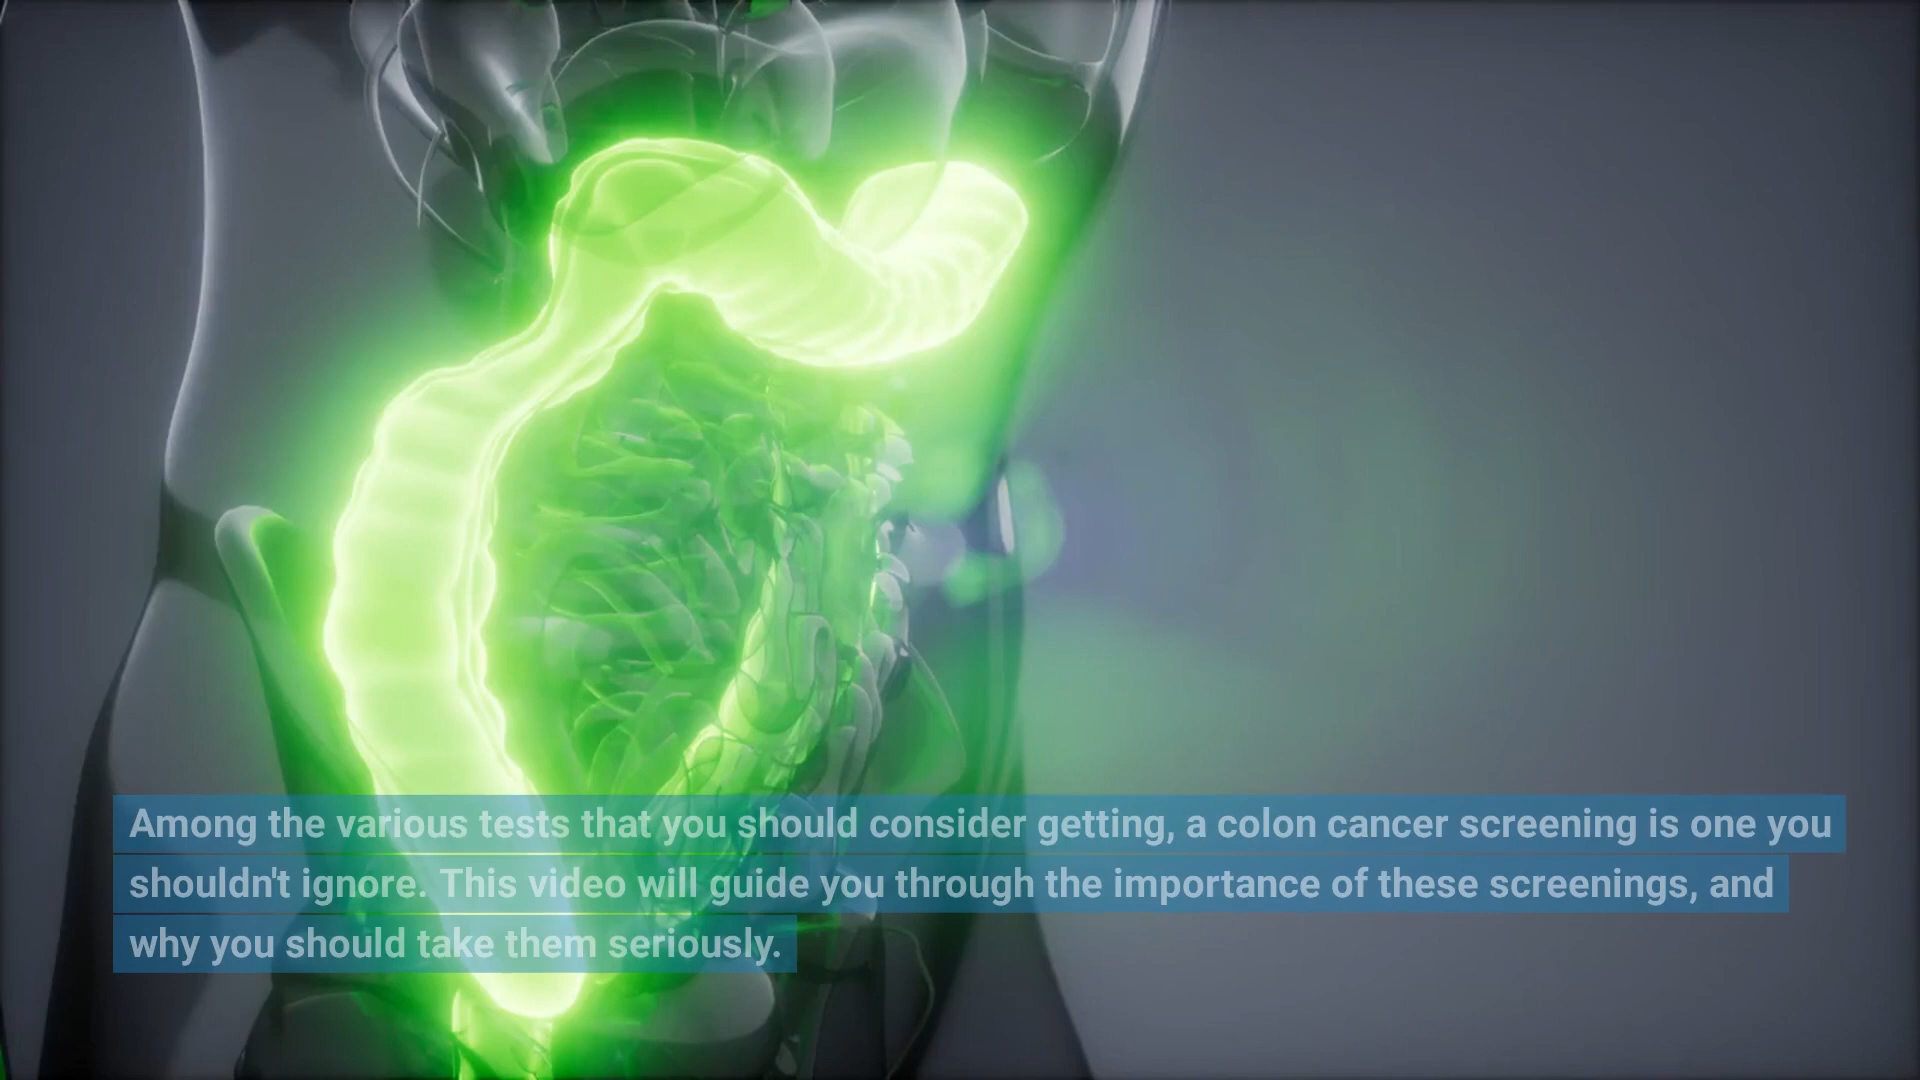 Among the various tests that you should consider getting, a colon cancer screening is one you
shouldn't ignore. This video will guide you through the importance of these screenings, and
why you should take them seriously.